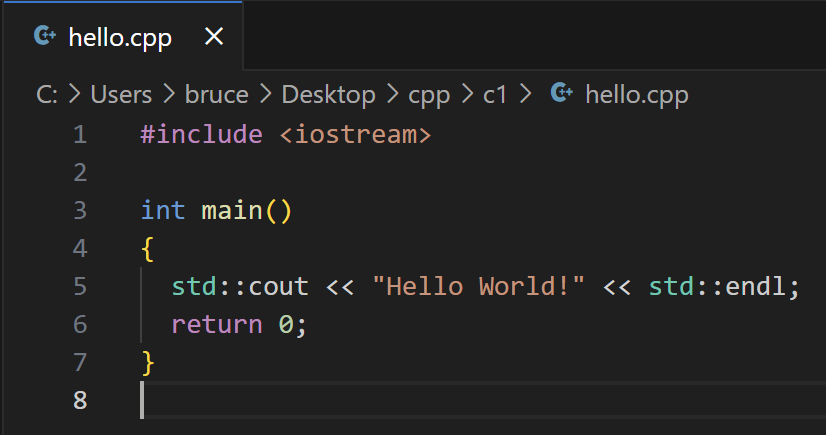 hello.cpp ×
C: > Users > bruce > Desktop > cpp > c1 > hello.cpp
1 #include <iostream>
2
3 int main()
4 {
5   std::cout << "Hello World!" << std::endl;
6   return 0;
7 }
8